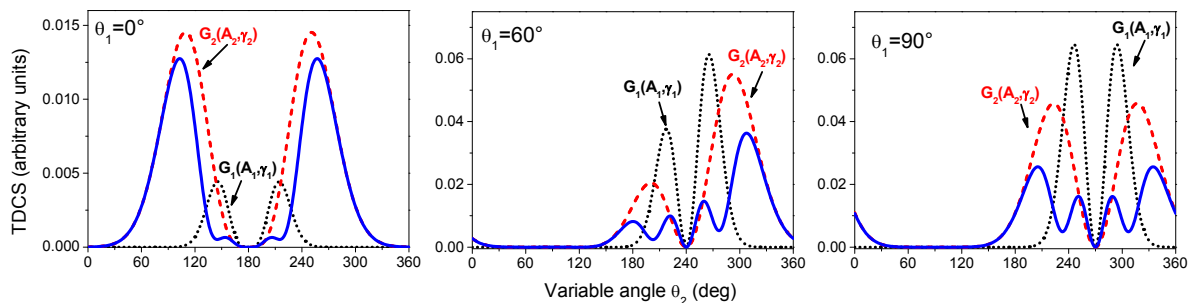 TDCS (arbitrary units)
0.015
0.010
0.005
0.000
θ₁=0°
G₂(A₂,γ₂)
G₁(A₁,γ₁)
0 60 120 180 240 300 360
0.06
0.04
0.02
0.00
θ₁=60°
G₁(A₁,γ₁)
G₂(A₂,γ₂)
0 60 120 180 240 300 360
0.06
0.04
0.02
0.00
θ₁=90°
G₁(A₁,γ₁)
G₂(A₂,γ₂)
0 60 120 180 240 300 360
Variable angle θ₂ (deg)